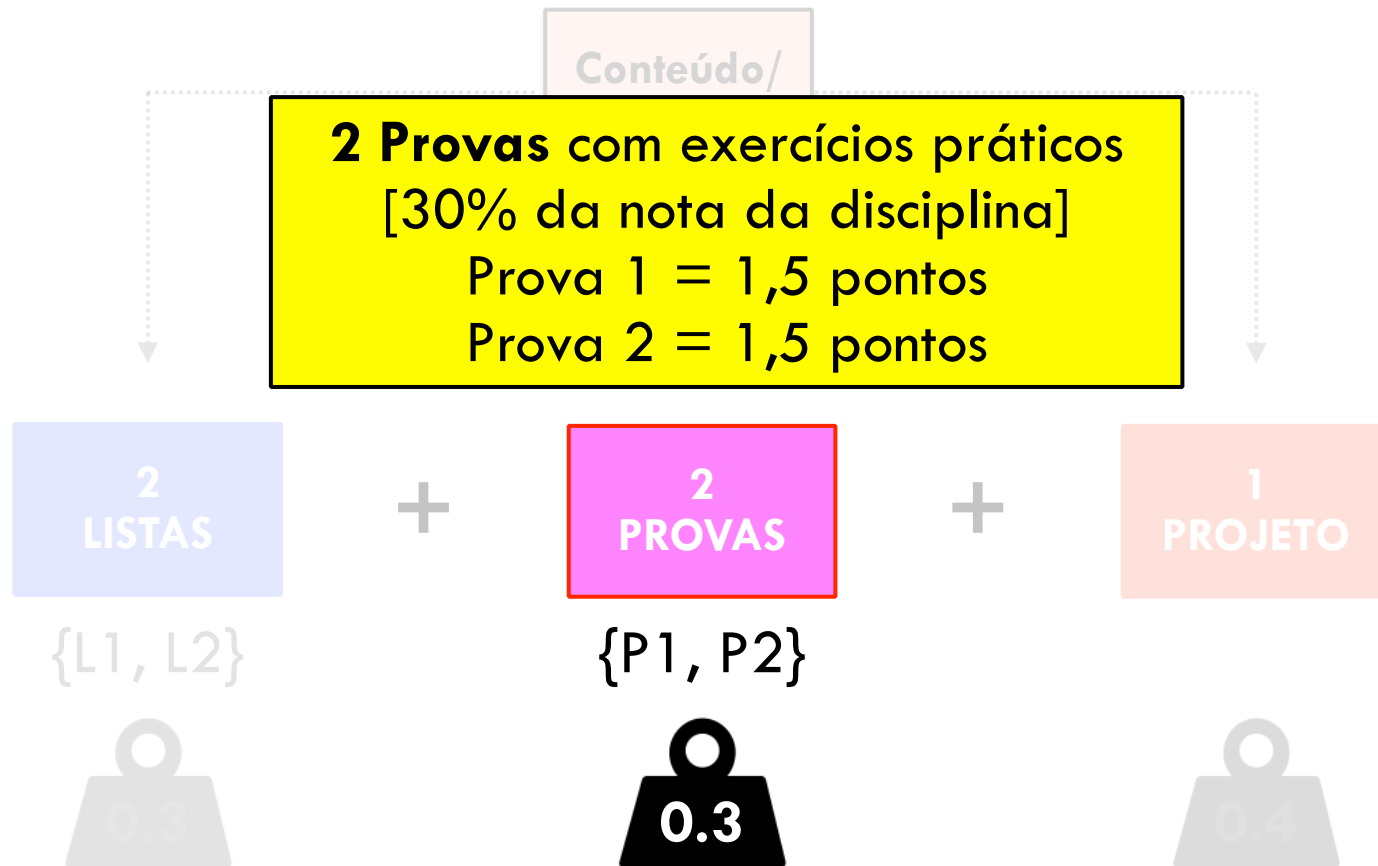 Conteúdo/
2 Provas com exercícios práticos
[30% da nota da disciplina]
Prova 1 = 1,5 pontos
Prova 2 = 1,5 pontos
2
LISTAS
+
2
PROVAS
+
1
PROJETO
{L1, L2}
{P1, P2}
0.3
0.3
0.4